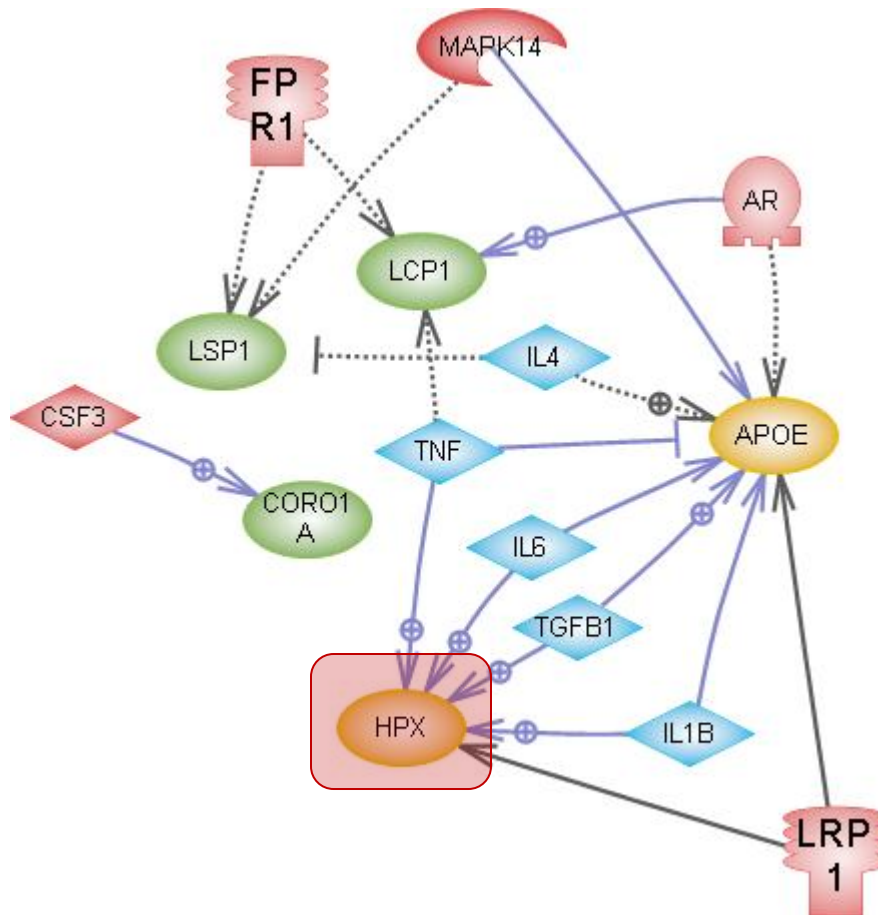 MAPK14
FP
R1
AR
LCP1
LSP1
IL4
CSF3
TNF
APOE
CORO1
A
IL6
TGFB1
HPX
IL1B
LRP
1